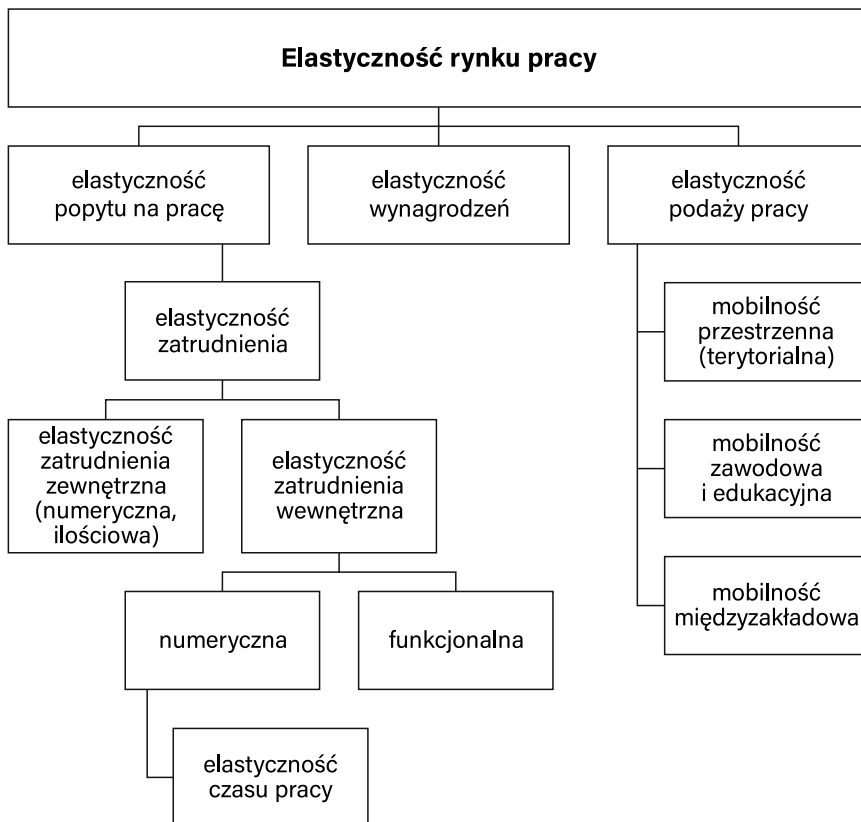 Elastyczność rynku pracy
elastyczność
popytu na pracę
elastyczność
wynagrodzeń
elastyczność
podaży pracy
elastyczność
zatrudnienia
mobilność
przestrzenna
(terytorialna)
elastyczność
zatrudnienia
zewnętrzna
(numeryczna,
ilościowa)
elastyczność
zatrudnienia
wewnętrzna
mobilność
zawodowa
i edukacyjna
numeryczna
funkcjonalna
mobilność
międzyzakładowa
elastyczność
czasu pracy